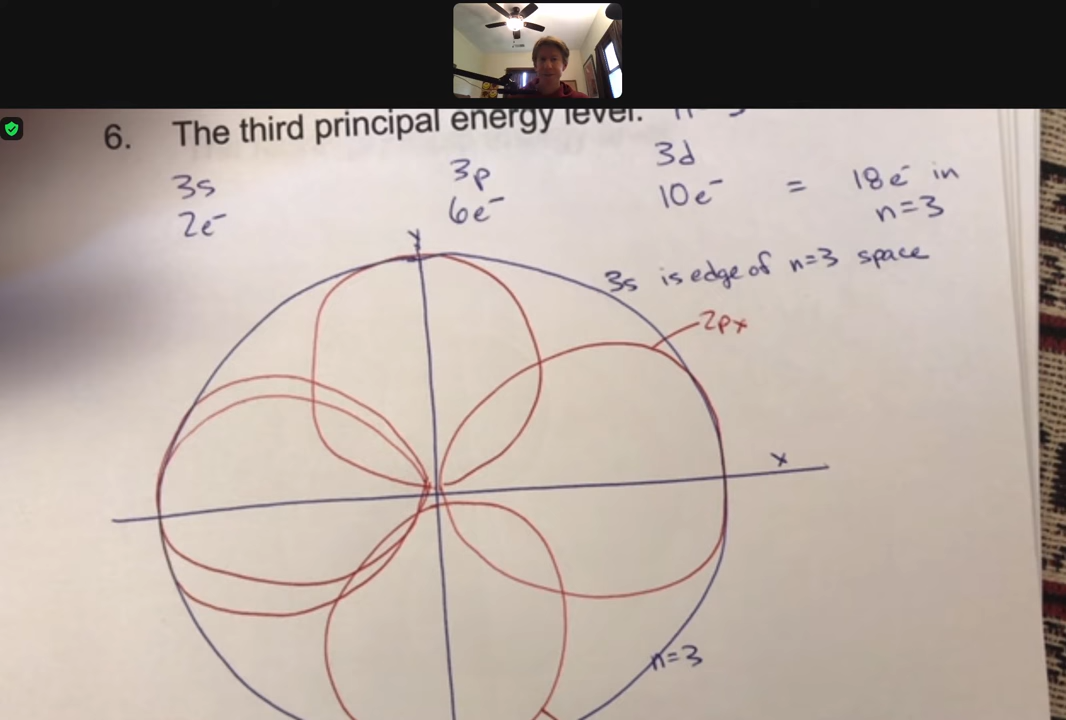 6. The third principal energy level.
3s 3p 3d
2e⁻ 6e⁻ 10e⁻ = 18e⁻ in
n=3
y
3s is edge of n=3 space
2px
x
n=3